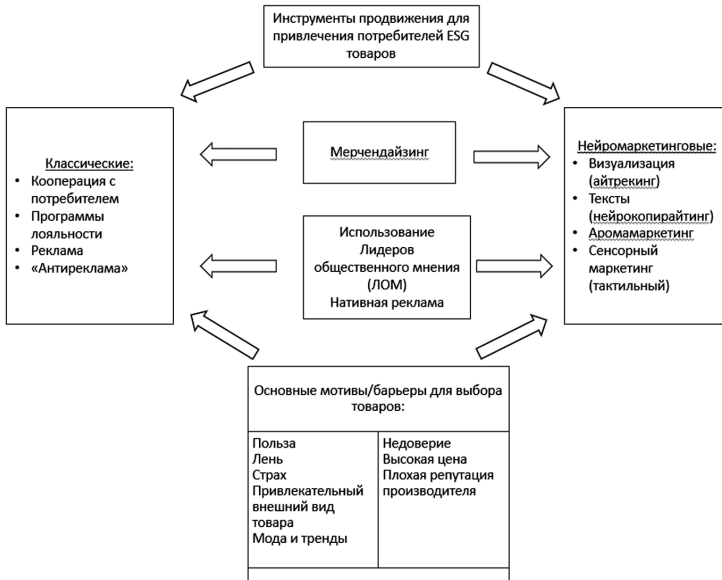 Инструменты продвижения для
привлечения потребителей ESG
товаров
Классические:
• Кооперация с
потребителем
• Программы
лояльности
• Реклама
• «Антиреклама»
Мерчендайзинг
Использование
Лидеров
общественного мнения
(ЛОМ)
Нативная реклама
Нейромаркетинговые:
• Визуализация
(айтрекинг)
• Тексты
(нейрокопирайтинг)
• Аромамаркетинг
• Сенсорный
маркетинг
(тактильный)
Основные мотивы/барьеры для выбора
товаров:
Польза
Лень
Страх
Привлекательный
внешний вид
товара
Мода и тренды
Недоверие
Высокая цена
Плохая репутация
производителя